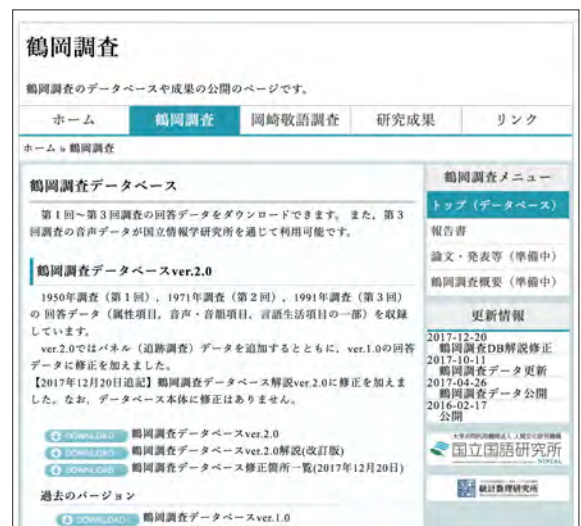 鶴岡調査
鶴岡調査のデータベースや成果の公開のページです。
ホーム 鶴岡調査 岡崎敬語調査 研究成果 リンク
ホーム » 鶴岡調査
鶴岡調査データベース
第1回~第3回調査の回答データをダウンロードできます。また、第3
回調査の音声データが国立情報学研究所を通じて利用可能です。
鶴岡調査データベースver.2.0
1950年調査(第1回)、1971年調査(第2回)、1991年調査(第3回)
の 回答データ(属性項目、音声・音韻項目、言語生活項目の一部)を収録
しています。
ver.2.0ではパネル(追跡調査)データを追加するとともに、ver.1.0の回答
データに修正を加えました。
【2017年12月20日追記】鶴岡調査データベース解説ver.2.0に修正を加えま
した。なお、データベース本体に修正はありません。
DOWNLOAD 鶴岡調査データベースver.2.0
DOWNLOAD 鶴岡調査データベースver.2.0解説(改訂版)
DOWNLOAD 鶴岡調査データベース修正箇所一覧(2017年12月20日)
過去のバージョン
DOWNLOAD 鶴岡調査データベースver.1.0
鶴岡調査メニュー
トップ(データベース)
報告書
論文・発表等(準備中)
鶴岡調査概要(準備中)
更新情報
2017-12-20
鶴岡調査DB解説修正
2017-10-11
鶴岡調査データ更新
2017-04-26
鶴岡調査データ公開
2016-02-17
公開
大学共同利用機関法人 人間文化研究機構
国立国語研究所
NINJAL
統計数理研究所